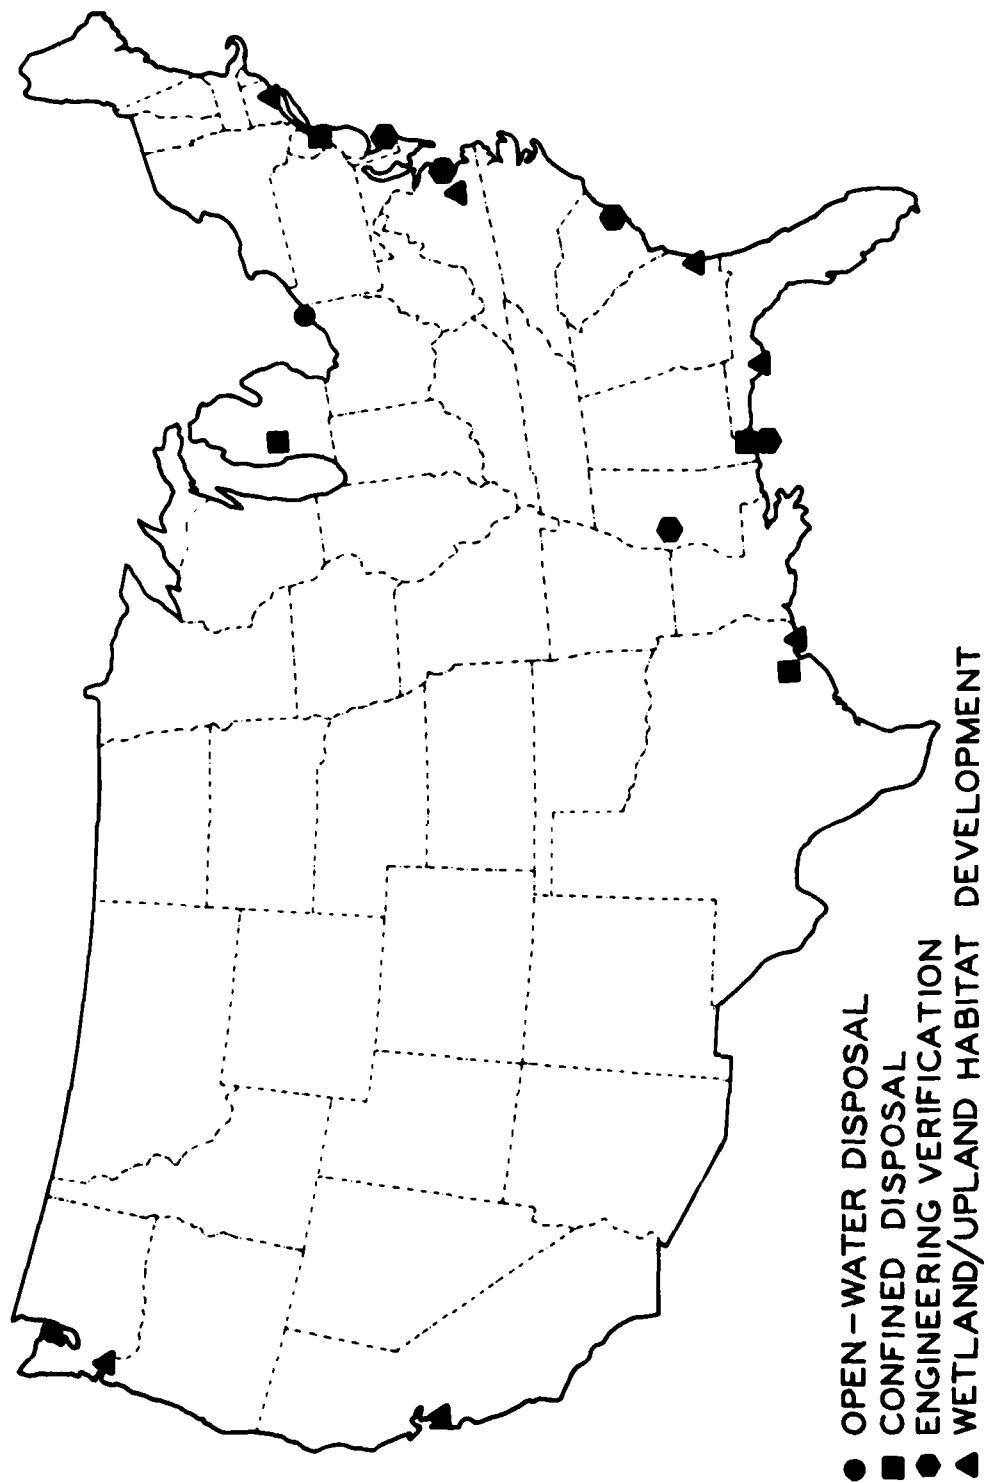 OPEN-WATER DISPOSAL
CONFINED DISPOSAL
ENGINEERING VERIFICATION
WETLAND/UPLAND HABITAT DEVELOPMENT